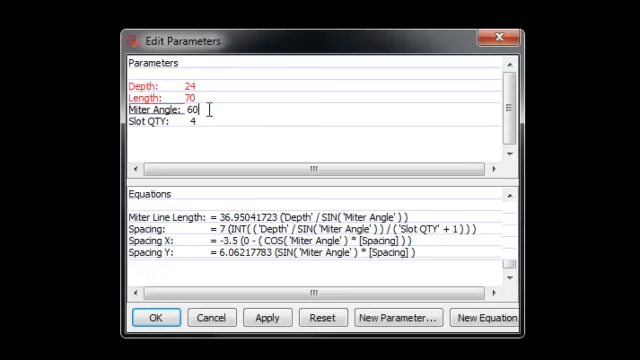 Edit Parameters
Parameters
Depth: 24
Length: 70
Miter Angle: 60
Slot QTY: 4
Equations
Miter Line Length: = 36.95041723 ('Depth' / SIN( 'Miter Angle' ) )
Spacing: = 7 (INT( ( 'Depth' / SIN( 'Miter Angle' ) ) / ( 'Slot QTY' + 1 ) ) )
Spacing X: = -3.5 (0 - ( COS( 'Miter Angle' ) * [Spacing] ) )
Spacing Y: = 6.06217783 (SIN( 'Miter Angle' ) * [Spacing] )
OK Cancel Apply Reset New Parameter... New Equation